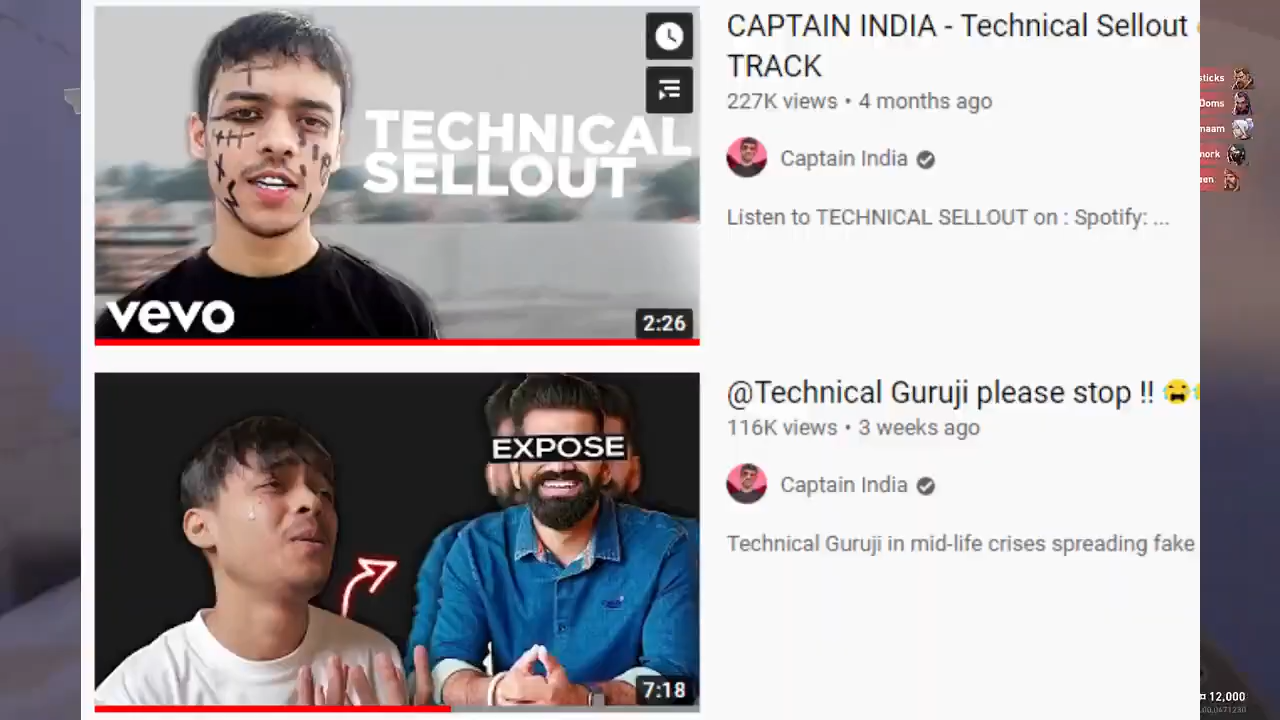 TECHNICAL
SELLOUT
vevo
2:26
CAPTAIN INDIA - Technical Sellout
TRACK
227K views • 4 months ago
Captain India
Listen to TECHNICAL SELLOUT on : Spotify: ...
EXPOSE
7:18
@Technical Guruji please stop !!
116K views • 3 weeks ago
Captain India
Technical Guruji in mid-life crises spreading fake
sticks
Doms
naam
nork
12,000